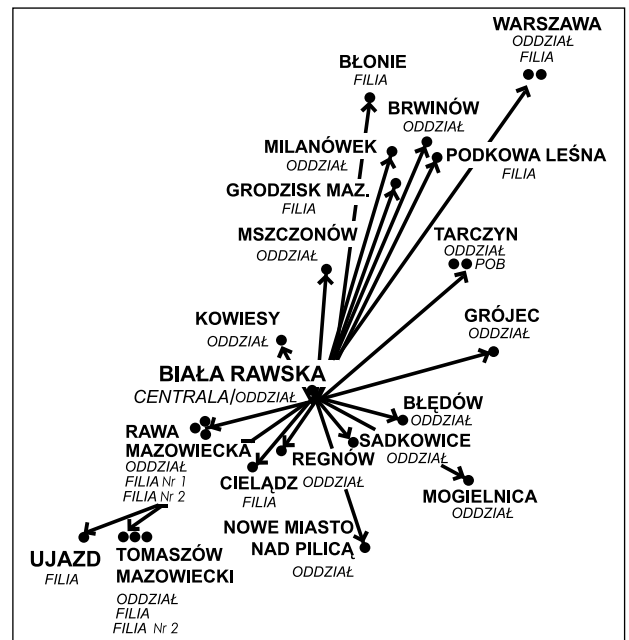 WARSZAWA
ODDZIAŁ
FILIA
BŁONIE
FILIA
BRWINÓW
ODDZIAŁ
MILANÓWEK
ODDZIAŁ
PODKOWA LEŚNA
FILIA
GRODZISK MAZ.
FILIA
MSZCZONÓW
ODDZIAŁ
TARCZYN
ODDZIAŁ
POB
KOWIESY
ODDZIAŁ
GRÓJEC
ODDZIAŁ
BIAŁA RAWSKA
CENTRALA/ODDZIAŁ
BŁĘDÓW
ODDZIAŁ
RAWA
MAZOWIECKA
ODDZIAŁ
FILIA Nr 1
FILIA Nr 2
SADKOWICE
ODDZIAŁ
REGNÓW
ODDZIAŁ
CIELĄDZ
FILIA
MOGIELNICA
ODDZIAŁ
NOWE MIASTO
NAD PILICĄ
ODDZIAŁ
UJAZD
FILIA
TOMASZÓW
MAZOWIECKI
ODDZIAŁ
FILIA
FILIA Nr 2